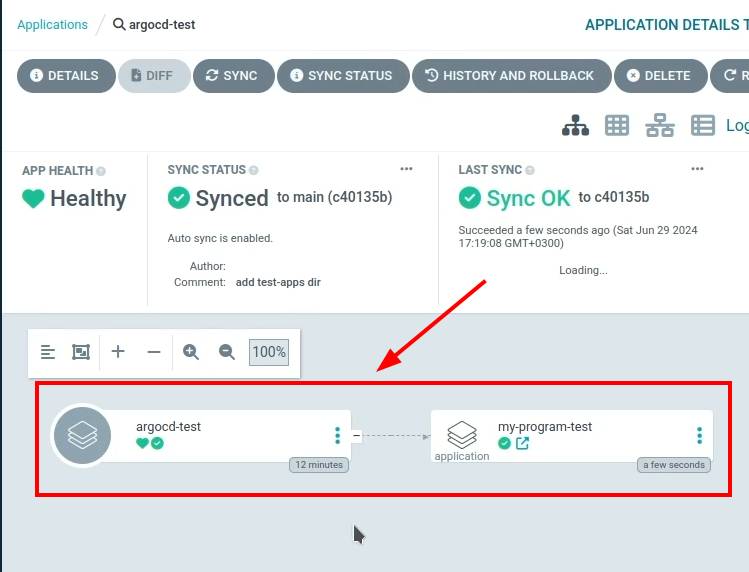 Applications / argocd-test
APPLICATION DETAILS T
DETAILS DIFF SYNC SYNC STATUS HISTORY AND ROLLBACK DELETE R
Log
APP HEALTH
Healthy
SYNC STATUS
Synced to main (c40135b)
Auto sync is enabled.
Author:
Comment: add test-apps dir
LAST SYNC
Sync OK to c40135b
Succeeded a few seconds ago (Sat Jun 29 2024
17:19:08 GMT+0300)
Loading...
100%
argocd-test
12 minutes
my-program-test
application
a few seconds